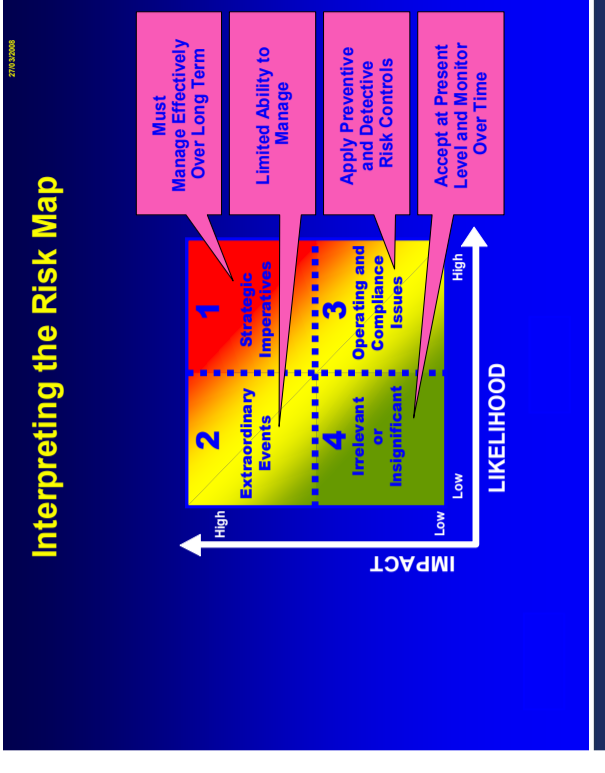 27/03/2008
Interpreting the Risk Map
Must
Manage Effectively
Over Long Term
Limited Ability to
Manage
Apply Preventive
and Detective
Risk Controls
Accept at Present
Level and Monitor
Over Time
IMPACT
High
Low
2
Extraordinary
Events
1
Strategic
Imperatives
4
Irrelevant
or
Insignificant
3
Operating and
Compliance
Issues
Low
High
LIKELIHOOD